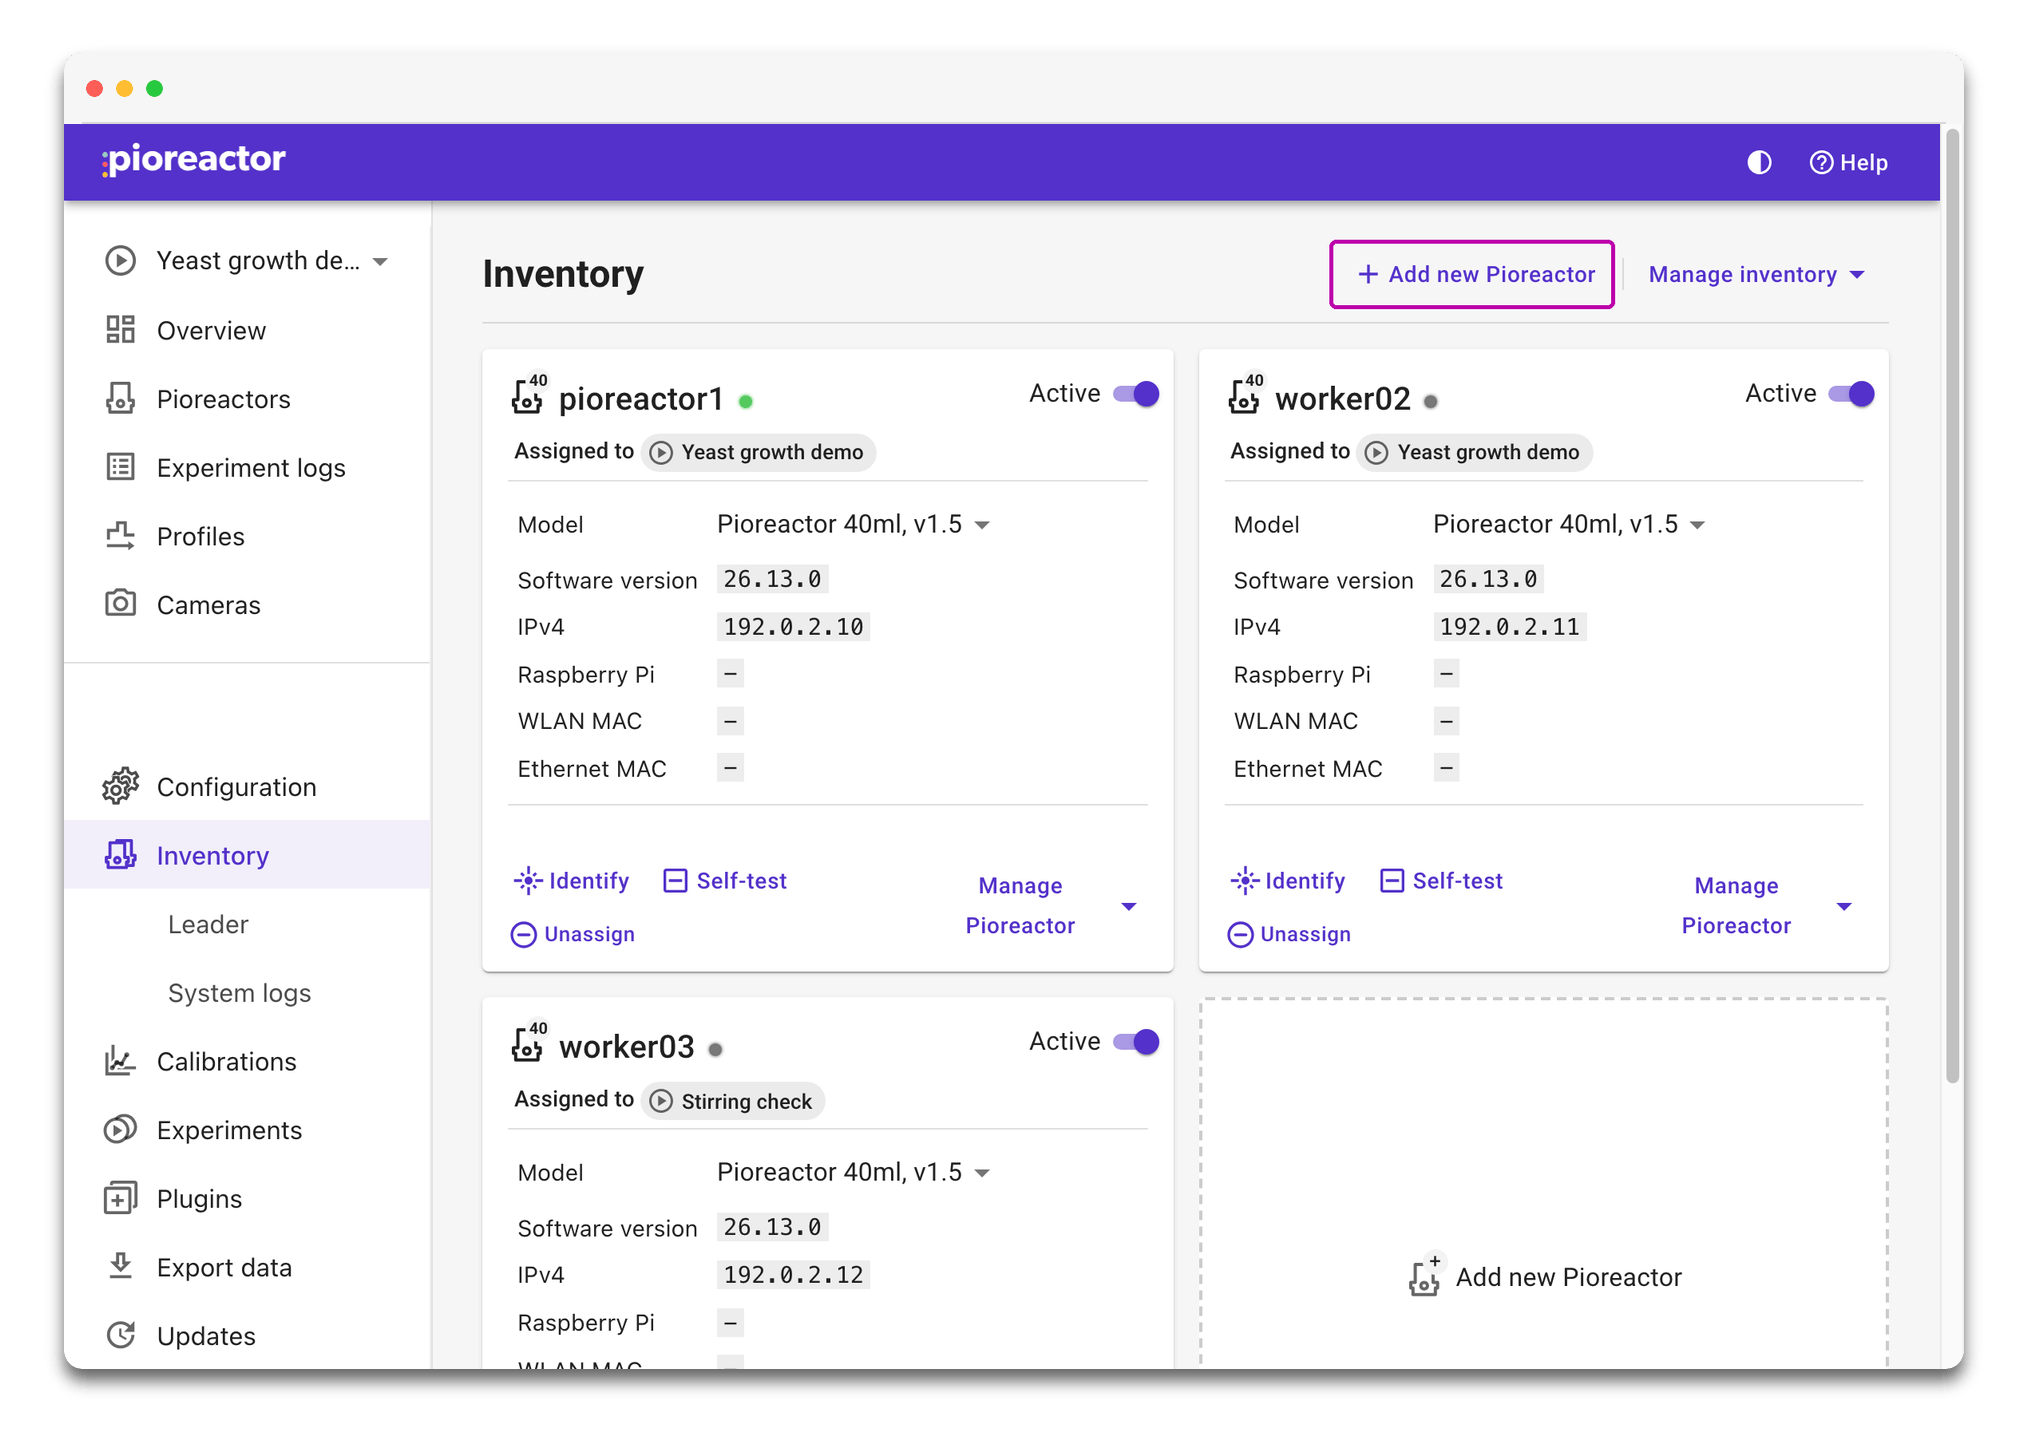 pioreactor
Help
Yeast growth de...
Overview
Pioreactors
Experiment logs
Profiles
Cameras
Configuration
Inventory
Leader
System logs
Calibrations
Experiments
Plugins
Export data
Updates
Inventory
+ Add new Pioreactor
Manage inventory
40
pioreactor1
Active
Assigned to Yeast growth demo
Model Pioreactor 40ml, v1.5
Software version 26.13.0
IPv4 192.0.2.10
Raspberry Pi –
WLAN MAC –
Ethernet MAC –
Identify
Self-test
Unassign
Manage
Pioreactor
40
worker02
Active
Assigned to Yeast growth demo
Model Pioreactor 40ml, v1.5
Software version 26.13.0
IPv4 192.0.2.11
Raspberry Pi –
WLAN MAC –
Ethernet MAC –
Identify
Self-test
Unassign
Manage
Pioreactor
40
worker03
Active
Assigned to Stirring check
Model Pioreactor 40ml, v1.5
Software version 26.13.0
IPv4 192.0.2.12
Raspberry Pi –
WLAN MAC
Add new Pioreactor